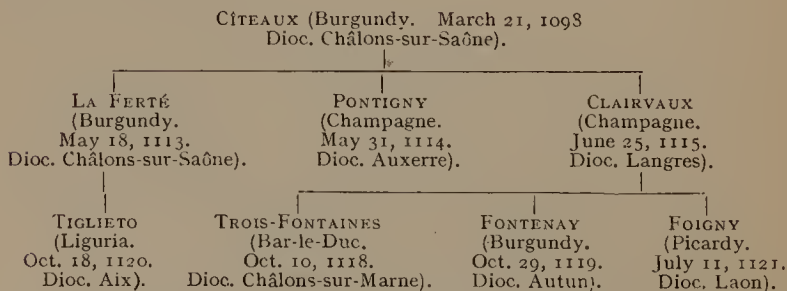 CÎTEAUX (Burgundy. March 21, 1098
Dioc. Châlons-sur-Saône).
LA FERTÉ
(Burgundy.
May 18, 1113.
Dioc. Châlons-sur-Saône).
PONTIGNY
(Champagne.
May 31, 1114.
Dioc. Auxerre).
CLAIRVAUX
(Champagne.
June 25, 1115.
Dioc. Langres).
TIGLIETO
(Liguria.
Oct. 18, 1120.
Dioc. Aix).
TROIS-FONTAINES
(Bar-le-Duc.
Oct. 10, 1118.
Dioc. Châlons-sur-Marne).
FONTENAY
(Burgundy.
Oct. 29, 1119.
Dioc. Autun).
FOIGNY
(Picardy.
July 11, 1121.
Dioc. Laon).